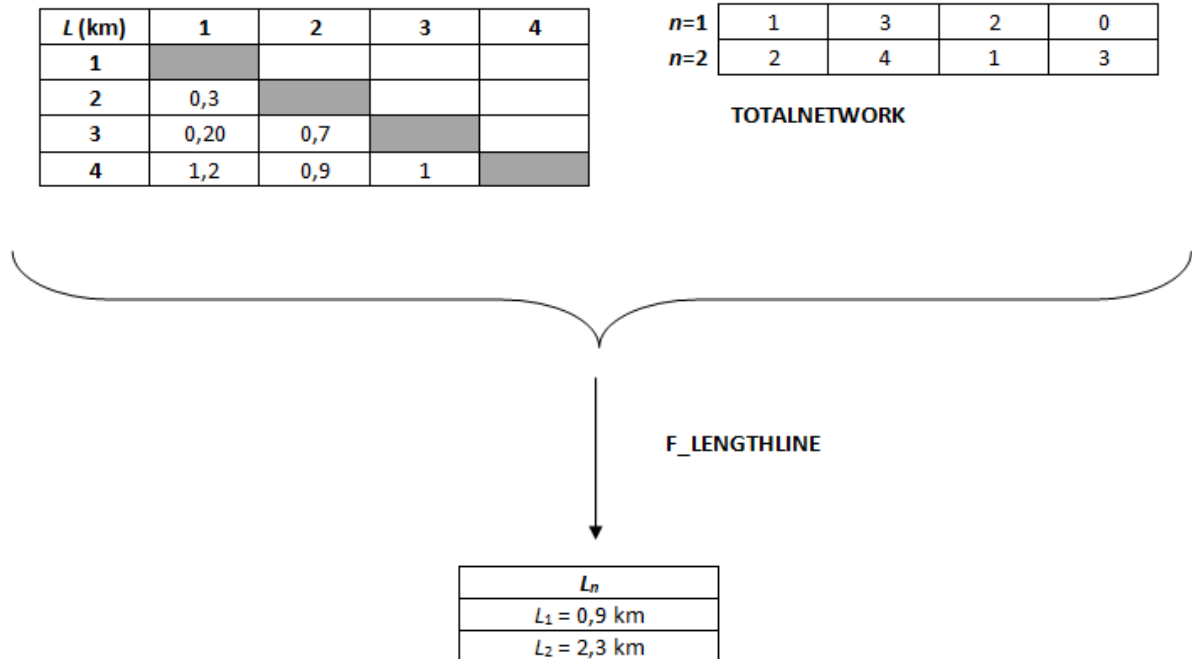 L (km) 1 2 3 4
1
2 0,3
3 0,20 0,7
4 1,2 0,9 1
n=1 1 3 2 0
n=2 2 4 1 3
TOTALNETWORK
F_LENGTHLINE
Lₙ
L₁ = 0,9 km
L₂ = 2,3 km